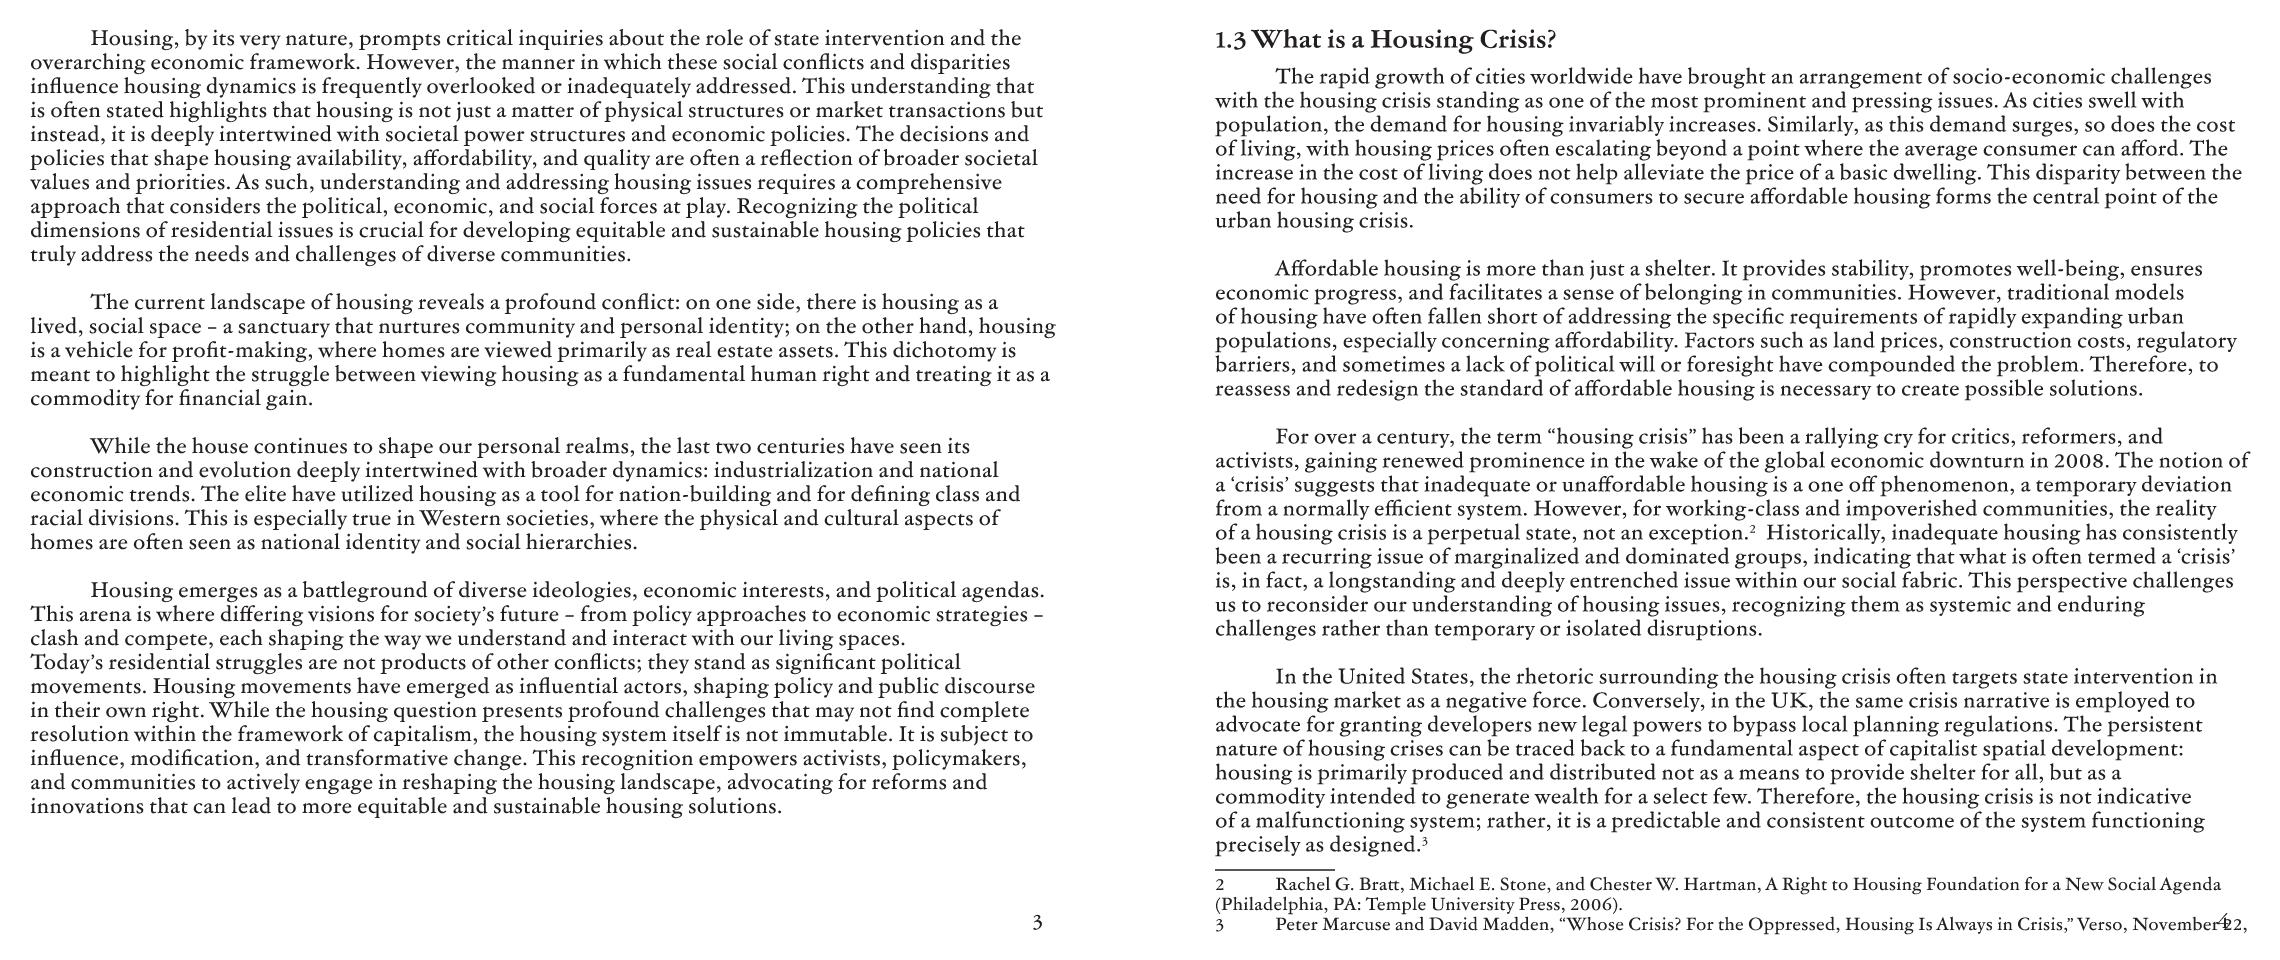 Housing, by its very nature, prompts critical inquiries about the role of state intervention and the
overarching economic framework. However, the manner in which these social conflicts and disparities
influence housing dynamics is frequently overlooked or inadequately addressed. This understanding that
is often stated highlights that housing is not just a matter of physical structures or market transactions but
instead, it is deeply intertwined with societal power structures and economic policies. The decisions and
policies that shape housing availability, affordability, and quality are often a reflection of broader societal
values and priorities. As such, understanding and addressing housing issues requires a comprehensive
approach that considers the political, economic, and social forces at play. Recognizing the political
dimensions of residential issues is crucial for developing equitable and sustainable housing policies that
truly address the needs and challenges of diverse communities.
The current landscape of housing reveals a profound conflict: on one side, there is housing as a
lived, social space – a sanctuary that nurtures community and personal identity; on the other hand, housing
is a vehicle for profit-making, where homes are viewed primarily as real estate assets. This dichotomy is
meant to highlight the struggle between viewing housing as a fundamental human right and treating it as a
commodity for financial gain.
While the house continues to shape our personal realms, the last two centuries have seen its
construction and evolution deeply intertwined with broader dynamics: industrialization and national
economic trends. The elite have utilized housing as a tool for nation-building and for defining class and
racial divisions. This is especially true in Western societies, where the physical and cultural aspects of
homes are often seen as national identity and social hierarchies.
Housing emerges as a battleground of diverse ideologies, economic interests, and political agendas.
This arena is where differing visions for society's future – from policy approaches to economic strategies –
clash and compete, each shaping the way we understand and interact with our living spaces.
Today's residential struggles are not products of other conflicts; they stand as significant political
movements. Housing movements have emerged as influential actors, shaping policy and public discourse
in their own right. While the housing question presents profound challenges that may not find complete
resolution within the framework of capitalism, the housing system itself is not immutable. It is subject to
influence, modification, and transformative change. This recognition empowers activists, policymakers,
and communities to actively engage in reshaping the housing landscape, advocating for reforms and
innovations that can lead to more equitable and sustainable housing solutions.
3
1.3 What is a Housing Crisis?
The rapid growth of cities worldwide have brought an arrangement of socio-economic challenges
with the housing crisis standing as one of the most prominent and pressing issues. As cities swell with
population, the demand for housing invariably increases. Similarly, as this demand surges, so does the cost
of living, with housing prices often escalating beyond a point where the average consumer can afford. The
increase in the cost of living does not help alleviate the price of a basic dwelling. This disparity between the
need for housing and the ability of consumers to secure affordable housing forms the central point of the
urban housing crisis.
Affordable housing is more than just a shelter. It provides stability, promotes well-being, ensures
economic progress, and facilitates a sense of belonging in communities. However, traditional models
of housing have often fallen short of addressing the specific requirements of rapidly expanding urban
populations, especially concerning affordability. Factors such as land prices, construction costs, regulatory
barriers, and sometimes a lack of political will or foresight have compounded the problem. Therefore, to
reassess and redesign the standard of affordable housing is necessary to create possible solutions.
For over a century, the term “housing crisis” has been a rallying cry for critics, reformers, and
activists, gaining renewed prominence in the wake of the global economic downturn in 2008. The notion of
a ‘crisis’ suggests that inadequate or unaffordable housing is a one off phenomenon, a temporary deviation
from a normally efficient system. However, for working-class and impoverished communities, the reality
of a housing crisis is a perpetual state, not an exception.2 Historically, inadequate housing has consistently
been a recurring issue of marginalized and dominated groups, indicating that what is often termed a ‘crisis’
is, in fact, a longstanding and deeply entrenched issue within our social fabric. This perspective challenges
us to reconsider our understanding of housing issues, recognizing them as systemic and enduring
challenges rather than temporary or isolated disruptions.
In the United States, the rhetoric surrounding the housing crisis often targets state intervention in
the housing market as a negative force. Conversely, in the UK, the same crisis narrative is employed to
advocate for granting developers new legal powers to bypass local planning regulations. The persistent
nature of housing crises can be traced back to a fundamental aspect of capitalist spatial development:
housing is primarily produced and distributed not as a means to provide shelter for all, but as a
commodity intended to generate wealth for a select few. Therefore, the housing crisis is not indicative
of a malfunctioning system; rather, it is a predictable and consistent outcome of the system functioning
precisely as designed.3
2 Rachel G. Bratt, Michael E. Stone, and Chester W. Hartman, A Right to Housing Foundation for a New Social Agenda
(Philadelphia, PA: Temple University Press, 2006).
3 Peter Marcuse and David Madden, “Whose Crisis? For the Oppressed, Housing Is Always in Crisis,” Verso, November 22,
4